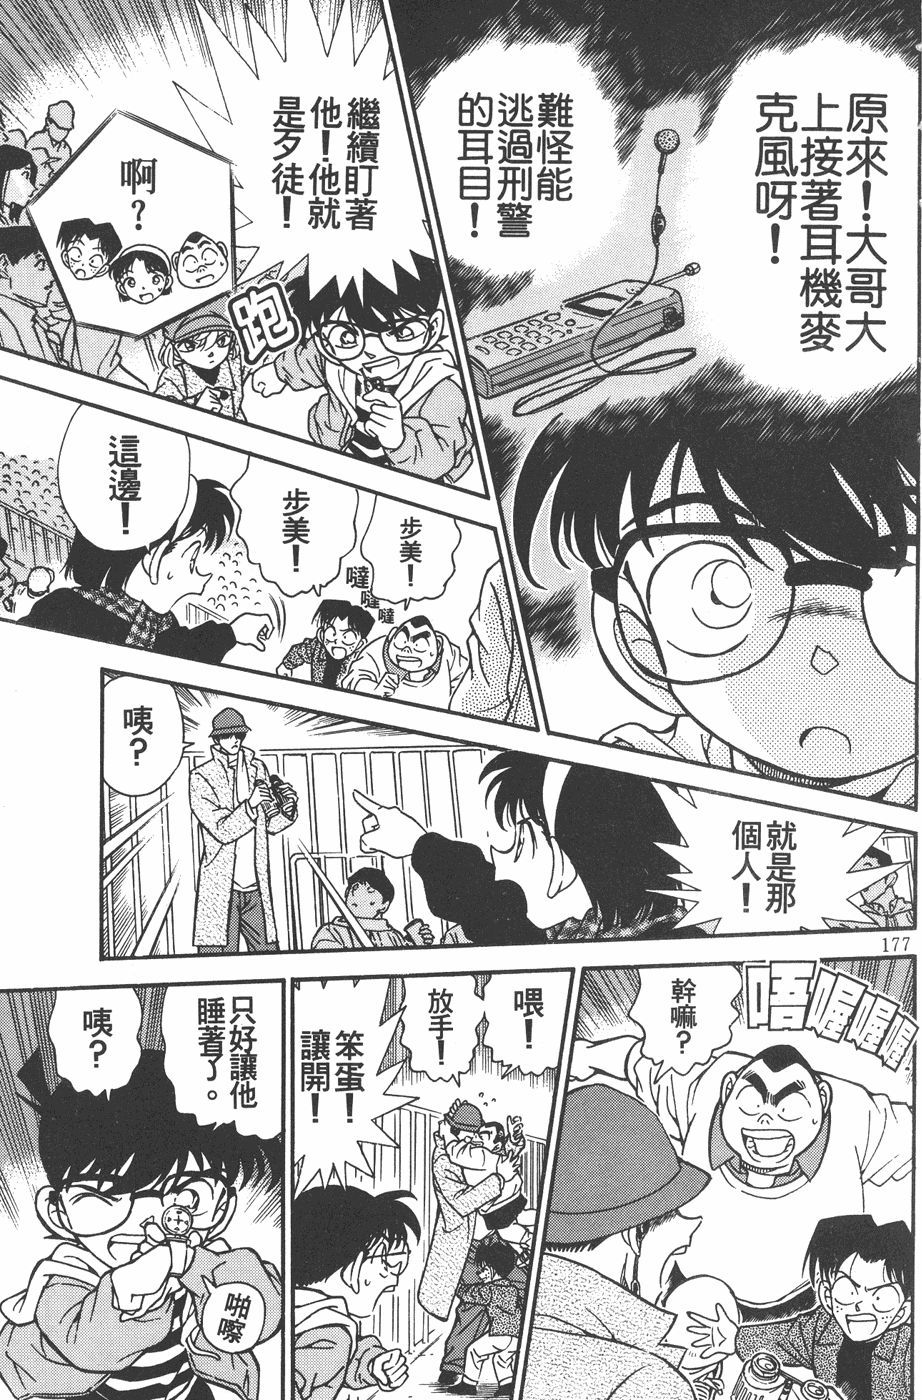 原來！大哥大
上接著耳機麥
克風呀！
難怪能
逃過刑警
的耳目！
繼續盯著
他！他就
是歹徒！
啊？
跑
步美！
步美！
噠
噠
噠
這邊！
就是那
個人！
咦？
177
唔喔喔喔
幹嘛？
喂！
放手！
笨蛋！
讓開！
只好讓他
睡著了。
咦？
啪
嚓